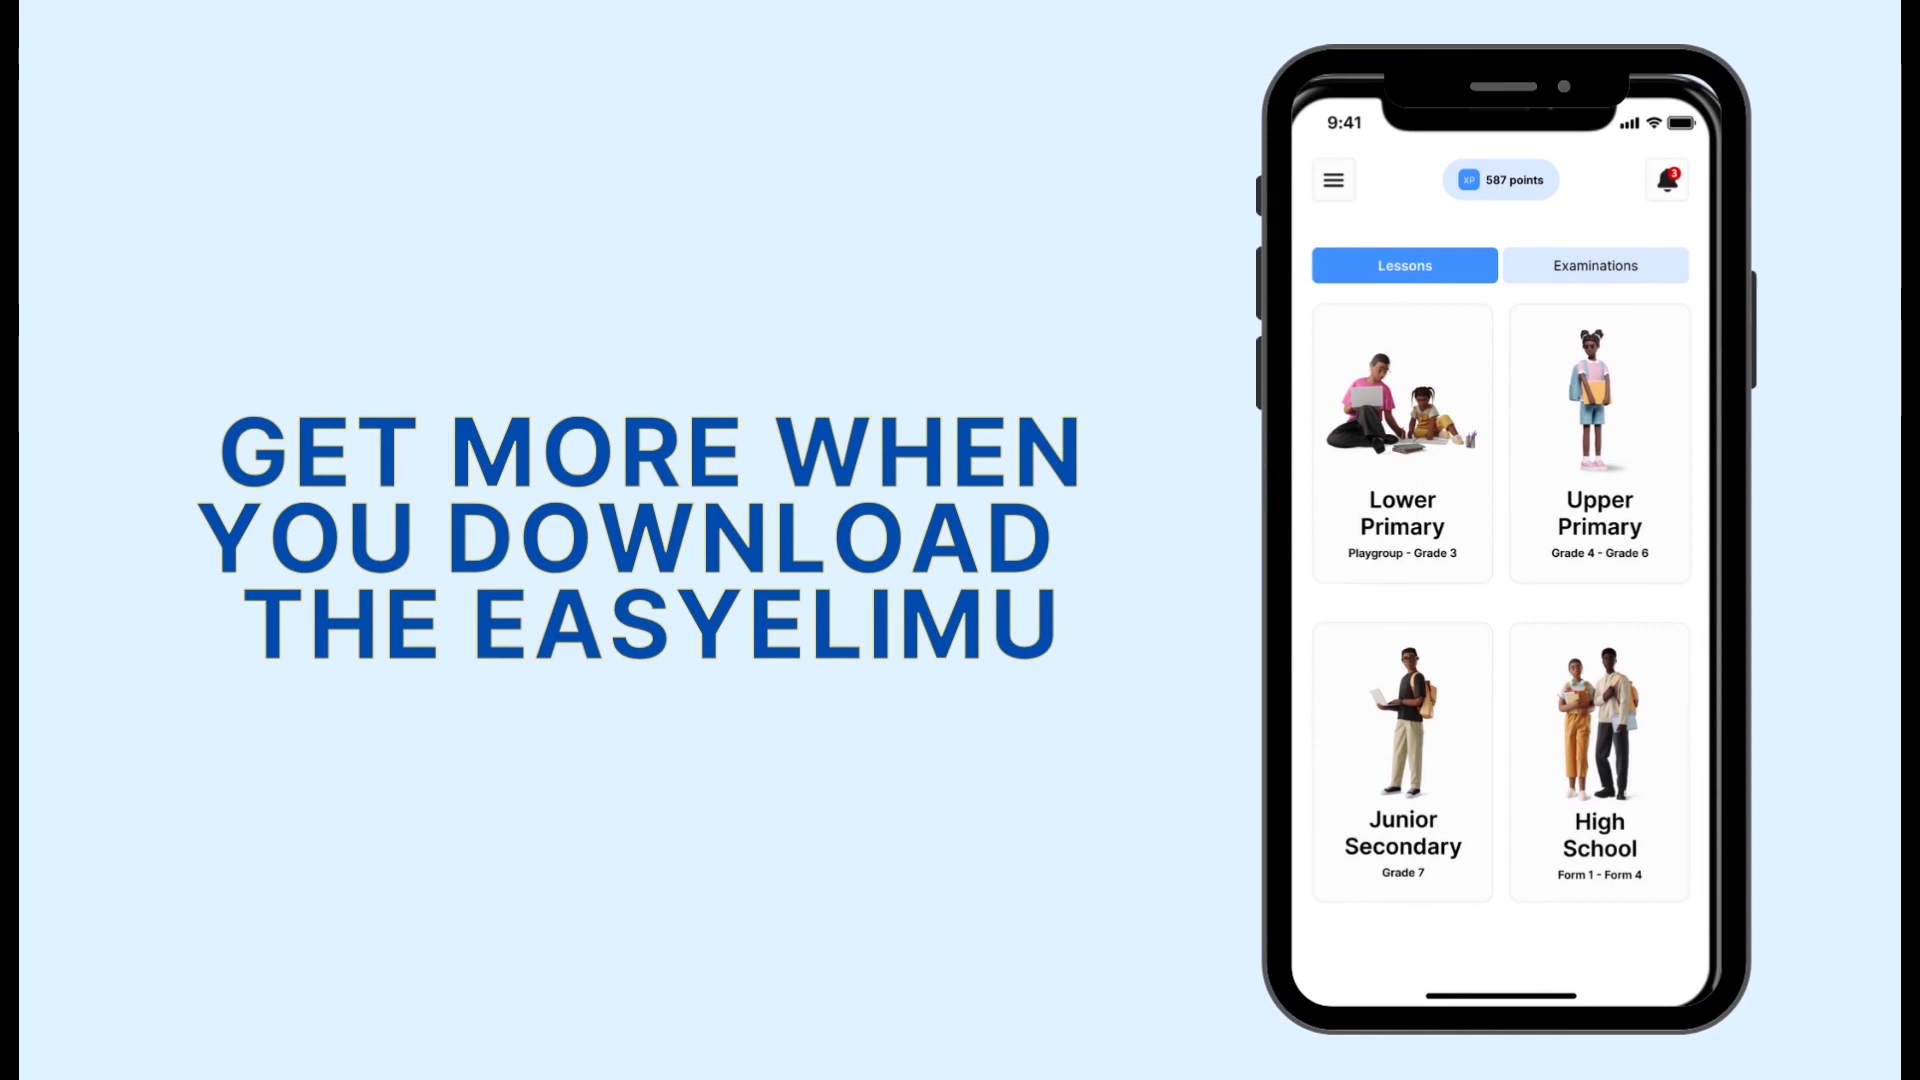 GET MORE WHEN
YOU DOWNLOAD
THE EASYELIMU
9:41
XP 587 points
3
Lessons
Examinations
Lower
Primary
Playgroup - Grade 3
Upper
Primary
Grade 4 - Grade 6
Junior
Secondary
Grade 7
High
School
Form 1 - Form 4